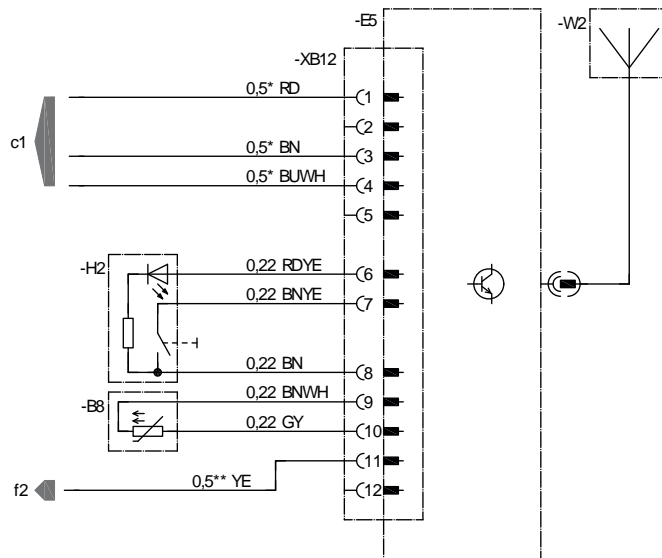 -E5
-W2
-XB12
0,5* RD
1
2
c1
0,5* BN
3
0,5* BUWH
4
5
-H2
0,22 RDYE
6
0,22 BNYE
7
0,22 BN
8
0,22 BNWH
9
-B8
0,22 GY
10
11
f2
0,5** YE
12